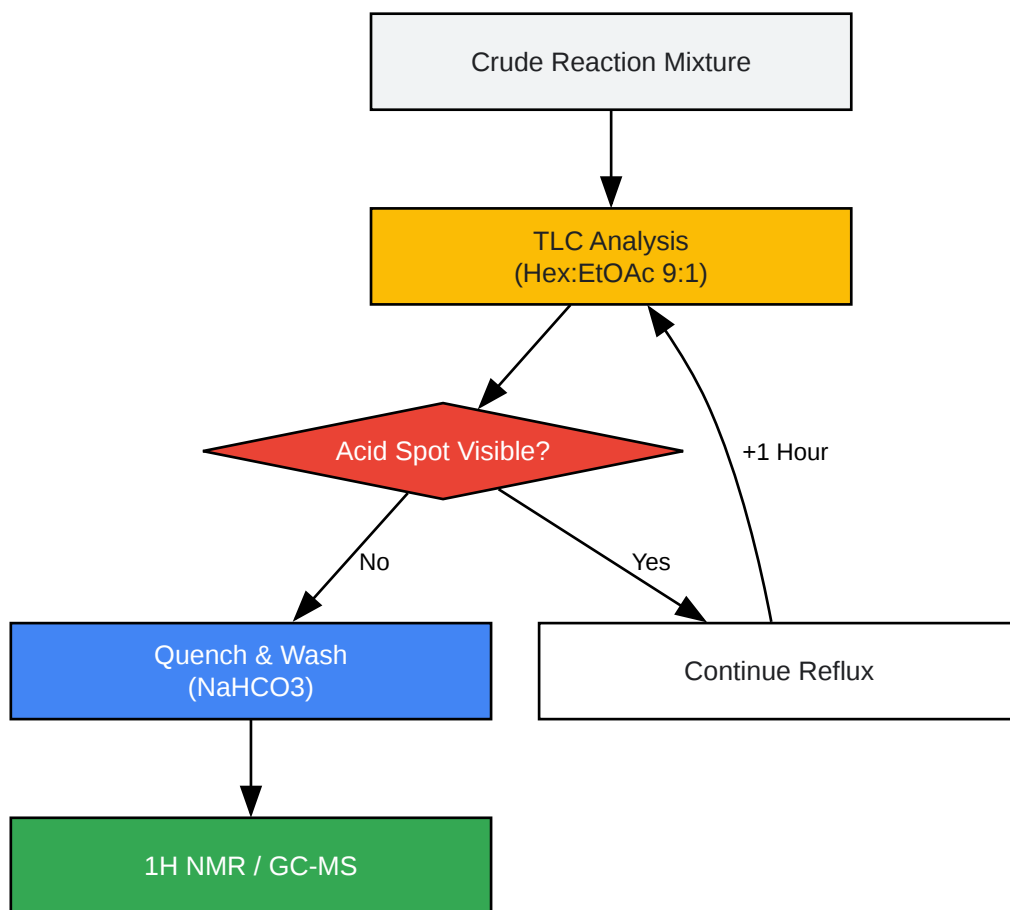 Crude Reaction Mixture
TLC Analysis
(Hex:EtOAc 9:1)
Acid Spot Visible?
+1 Hour
No
Yes
Quench & Wash
(NaHCO3)
Continue Reflux
1H NMR / GC-MS